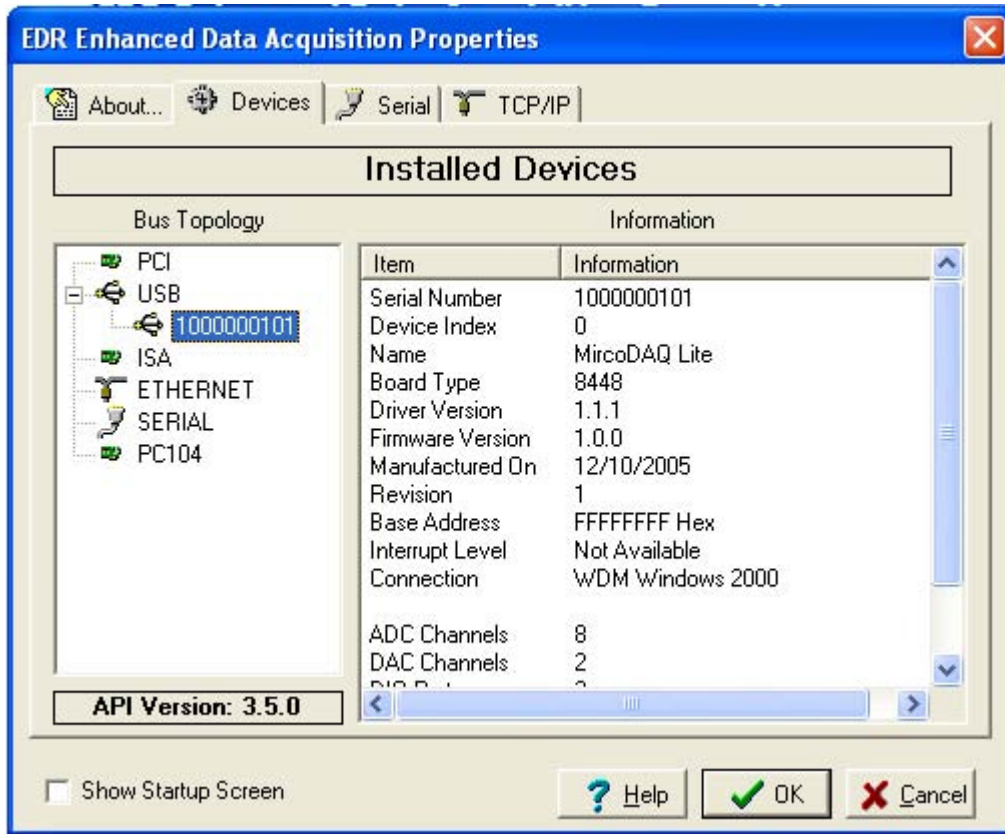 EDR Enhanced Data Acquisition Properties
About... Devices Serial TCP/IP
Installed Devices
Bus Topology Information
PCI
USB
1000000101
ISA
ETHERNET
SERIAL
PC104
Item Information
Serial Number 1000000101
Device Index 0
Name MircoDAQ Lite
Board Type 8448
Driver Version 1.1.1
Firmware Version 1.0.0
Manufactured On 12/10/2005
Revision 1
Base Address FFFFFFFF Hex
Interrupt Level Not Available
Connection WDM Windows 2000
ADC Channels 8
DAC Channels 2
API Version: 3.5.0
Show Startup Screen
Help OK Cancel